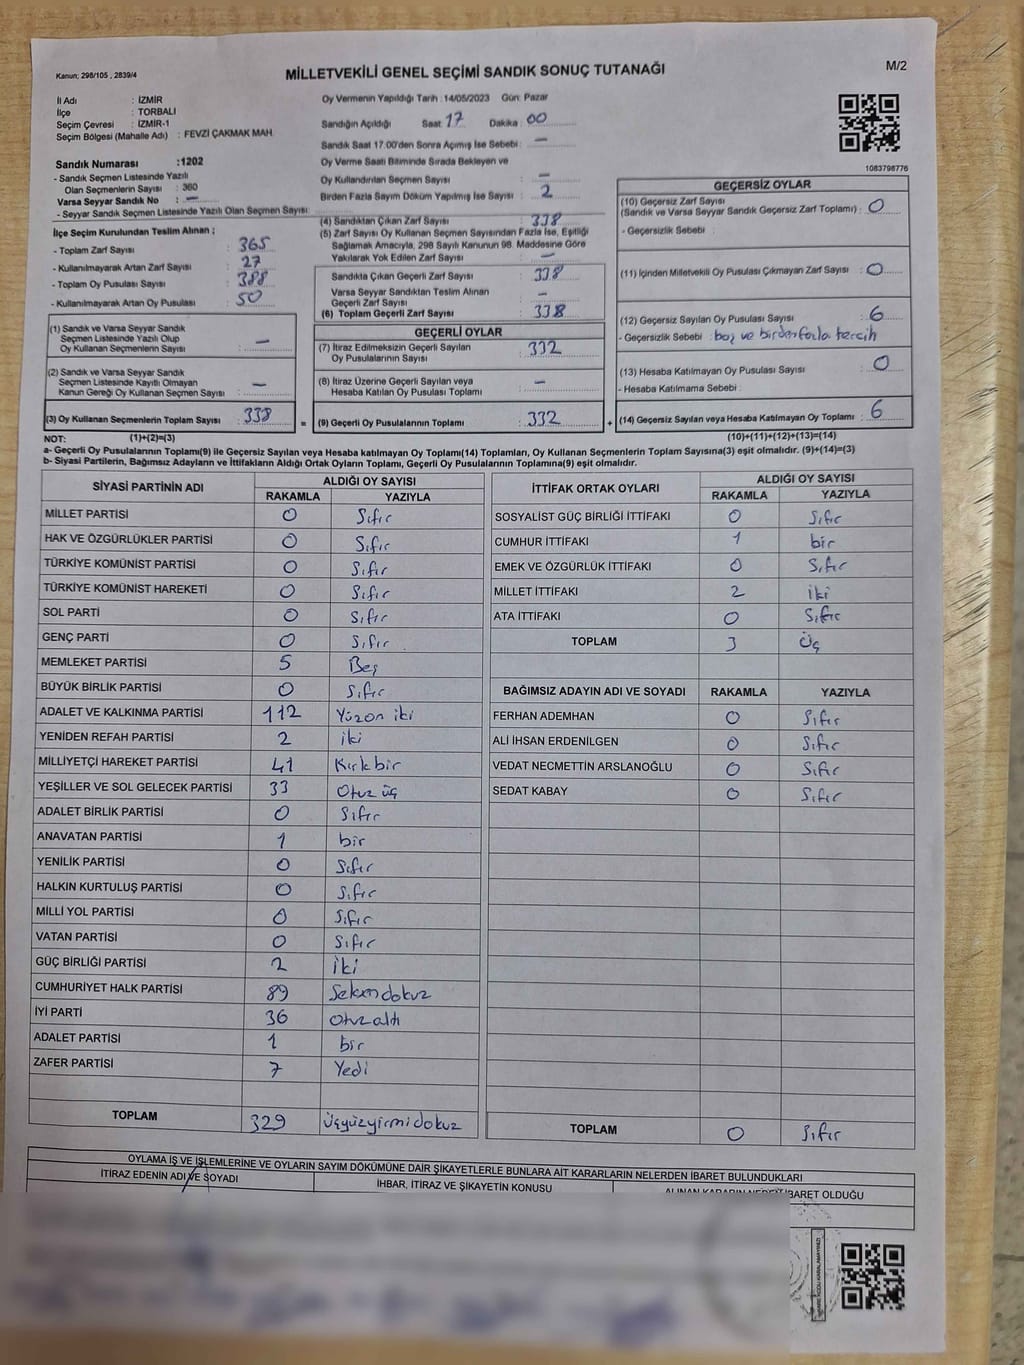 Kanun; 298/105 , 2839/4
MİLLETVEKİLİ GENEL SEÇİMİ SANDIK SONUÇ TUTANAĞI
M/2
İl Adı : İZMİR
İlçe : TORBALI
Seçim Çevresi : İZMİR-1
Seçim Bölgesi (Mahalle Adı) : FEVZİ ÇAKMAK MAH.
Sandık Numarası :1202
- Sandık Seçmen Listesinde Yazılı
Olan Seçmenlerin Sayısı : 360
Varsa Seyyar Sandık No : —
- Seyyar Sandık Seçmen Listesinde Yazılı Olan Seçmen Sayısı :
İlçe Seçim Kurulundan Teslim Alınan ;
- Toplam Zarf Sayısı : 365
- Kullanılmayarak Artan Zarf Sayısı : 27
- Toplam Oy Pusulası Sayısı : 388
- Kullanılmayarak Artan Oy Pusulası : 50
Oy Vermenin Yapıldığı Tarih :14/05/2023 Gün: Pazar
Sandığın Açıldığı Saat 17 Dakika : 00
Sandık Saat 17.00'den Sonra Açımış İse Sebebi : —
Oy Verme Saati Bitiminde Sırada Bekleyen ve
Oy Kullandırılan Seçmen Sayısı : —
Birden Fazla Sayım Döküm Yapılmış İse Sayısı : 2
(4) Sandıktan Çıkan Zarf Sayısı : 338
(5) Zarf Sayısı Oy Kullanan Seçmen Sayısından Fazla İse, Eşitliği
Sağlamak Amacıyla, 298 Sayılı Kanunun 98. Maddesine Göre
Yakılarak Yok Edilen Zarf Sayısı : —
Sandıkta Çıkan Geçerli Zarf Sayısı : 338
Varsa Seyyar Sandıktan Teslim Alınan
Geçerli Zarf Sayısı : —
(6) Toplam Geçerli Zarf Sayısı : 338
1083798776
GEÇERSİZ OYLAR
(10) Geçersiz Zarf Sayısı
(Sandık ve Varsa Seyyar Sandık Geçersiz Zarf Toplamı) : 0
- Geçersizlik Sebebi :
(11) İçinden Milletvekili Oy Pusulası Çıkmayan Zarf Sayısı : 0
(12) Geçersiz Sayılan Oy Pusulası Sayısı : 6
- Geçersizlik Sebebi : boş ve birden fazla tercih
(13) Hesaba Katılmayan Oy Pusulası Sayısı : 0
- Hesaba Katılmama Sebebi :
(14) Geçersiz Sayılan veya Hesaba Katılmayan Oy Toplamı : 6
(1) Sandık ve Varsa Seyyar Sandık
Seçmen Listesinde Yazılı Olup
Oy Kullanan Seçmenlerin Sayısı : —
(2) Sandık ve Varsa Seyyar Sandık
Seçmen Listesinde Kayıtlı Olmayan
Kanun Gereği Oy Kullanan Seçmen Sayısı : —
(3) Oy Kullanan Seçmenlerin Toplam Sayısı : 338
=
GEÇERLİ OYLAR
(7) İtiraz Edilmeksizin Geçerli Sayılan
Oy Pusulalarının Sayısı : 332
(8) İtiraz Üzerine Geçerli Sayılan veya
Hesaba Katılan Oy Pusulası Toplamı : —
(9) Geçerli Oy Pusulalarının Toplamı : 332
+
NOT: (1)+(2)=(3) (10)+(11)+(12)+(13)=(14)
a- Geçerli Oy Pusulalarının Toplamı(9) ile Geçersiz Sayılan veya Hesaba katılmayan Oy Toplamı(14) Toplamları, Oy Kullanan Seçmenlerin Toplam Sayısına(3) eşit olmalıdır. (9)+(14)=(3)
b- Siyasi Partilerin, Bağımsız Adayların ve İttifakların Aldığı Ortak Oyların Toplamı, Geçerli Oy Pusulalarının Toplamına(9) eşit olmalıdır.
SİYASİ PARTİNİN ADI ALDIĞI OY SAYISI
RAKAMLA YAZIYLA
MİLLET PARTİSİ 0 Sıfır
HAK VE ÖZGÜRLÜKLER PARTİSİ 0 Sıfır
TÜRKİYE KOMÜNİST PARTİSİ 0 Sıfır
TÜRKİYE KOMÜNİST HAREKETİ 0 Sıfır
SOL PARTİ 0 Sıfır
GENÇ PARTİ 0 Sıfır
MEMLEKET PARTİSİ 5 Beş
BÜYÜK BİRLİK PARTİSİ 0 Sıfır
ADALET VE KALKINMA PARTİSİ 112 Yüzon iki
YENİDEN REFAH PARTİSİ 2 iki
MİLLİYETÇİ HAREKET PARTİSİ 41 Kırkbir
YEŞİLLER VE SOL GELECEK PARTİSİ 33 Otuz üç
ADALET BİRLİK PARTİSİ 0 Sıfır
ANAVATAN PARTİSİ 1 bir
YENİLİK PARTİSİ 0 Sıfır
HALKIN KURTULUŞ PARTİSİ 0 Sıfır
MİLLİ YOL PARTİSİ 0 Sıfır
VATAN PARTİSİ 0 Sıfır
GÜÇ BİRLİĞİ PARTİSİ 2 İki
CUMHURİYET HALK PARTİSİ 89 Seksendokuz
İYİ PARTİ 36 Otuzaltı
ADALET PARTİSİ 1 bir
ZAFER PARTİSİ 7 Yedi
TOPLAM 329 üçyüzyirmidokuz
İTTİFAK ORTAK OYLARI ALDIĞI OY SAYISI
RAKAMLA YAZIYLA
SOSYALİST GÜÇ BİRLİĞİ İTTİFAKI 0 Sıfır
CUMHUR İTTİFAKI 1 bir
EMEK VE ÖZGÜRLÜK İTTİFAKI 0 Sıfır
MİLLET İTTİFAKI 2 iki
ATA İTTİFAKI 0 Sıfır
TOPLAM 3 Üç
BAĞIMSIZ ADAYIN ADI VE SOYADI RAKAMLA YAZIYLA
FERHAN ADEMHAN 0 Sıfır
ALİ İHSAN ERDENİLGEN 0 Sıfır
VEDAT NECMETTİN ARSLANOĞLU 0 Sıfır
SEDAT KABAY 0 Sıfır
TOPLAM 0 Sıfır
OYLAMA İŞ VE İŞLEMLERİNE VE OYLARIN SAYIM DÖKÜMÜNE DAİR ŞİKAYETLERLE BUNLARA AİT KARARLARIN NELERDEN İBARET BULUNDUKLARI
İTİRAZ EDENİN ADI VE SOYADI İHBAR, İTİRAZ VE ŞİKAYETİN KONUSU ALINAN KARARIN NEDEN İBARET OLDUĞU